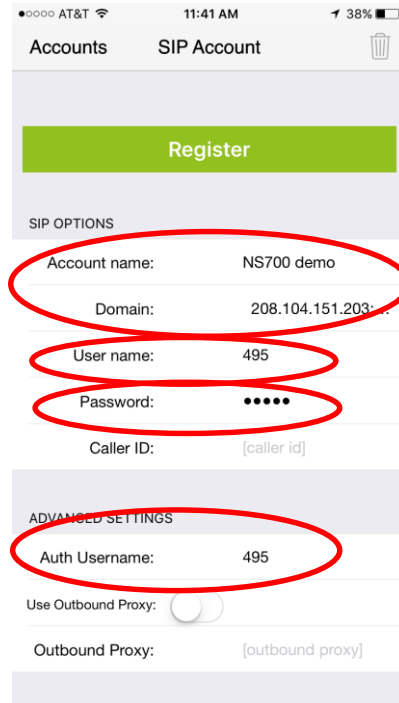 AT&T 11:41 AM 38%
Accounts SIP Account
Register
SIP OPTIONS
Account name: NS700 demo
Domain: 208.104.151.203:...
User name: 495
Password: •••••
Caller ID: [caller id]
ADVANCED SETTINGS
Auth Username: 495
Use Outbound Proxy:
Outbound Proxy: [outbound proxy]